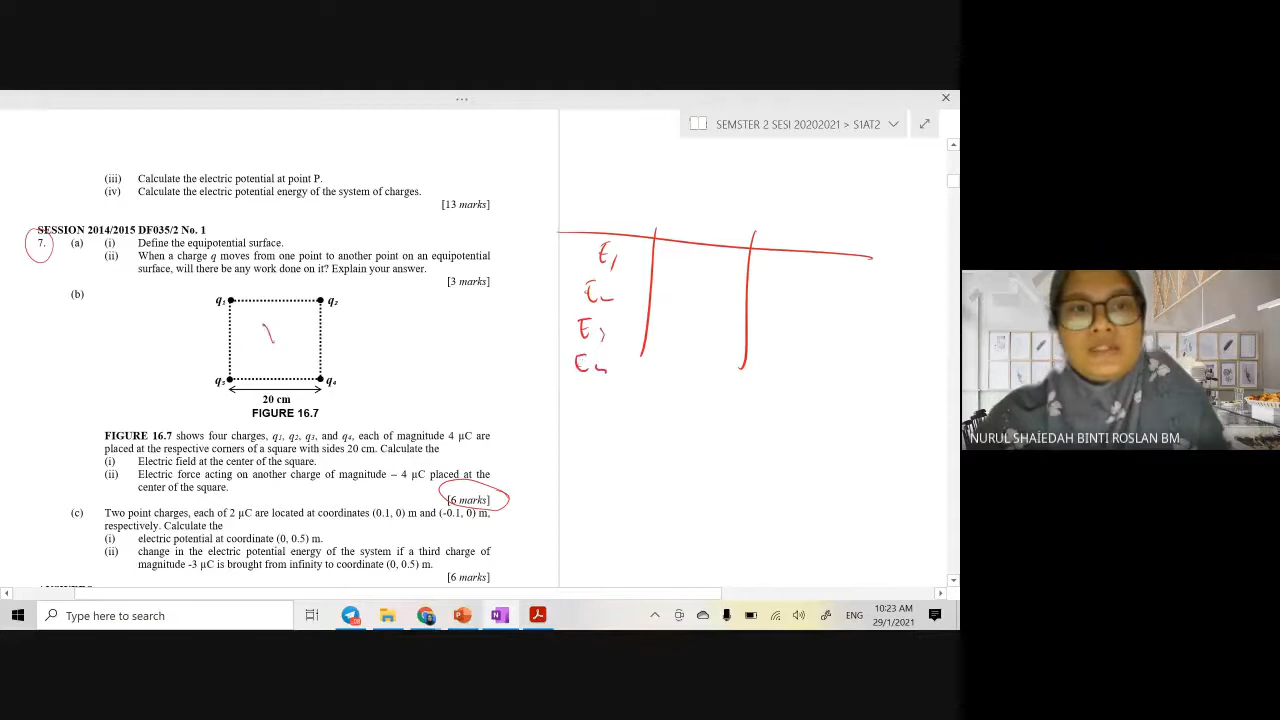 SEMSTER 2 SESI 20202021 > S1AT2
(iii) Calculate the electric potential at point P.
(iv) Calculate the electric potential energy of the system of charges.
[13 marks]
SESSION 2014/2015 DF035/2 No. 1
7. (a) (i) Define the equipotential surface.
(ii) When a charge q moves from one point to another point on an equipotential
surface, will there be any work done on it? Explain your answer.
[3 marks]
(b)
q1 q2
q3 q4
20 cm
FIGURE 16.7
FIGURE 16.7 shows four charges, q1, q2, q3, and q4, each of magnitude 4 µC are
placed at the respective corners of a square with sides 20 cm. Calculate the
(i) Electric field at the center of the square.
(ii) Electric force acting on another charge of magnitude – 4 µC placed at the
center of the square.
[6 marks]
(c) Two point charges, each of 2 µC are located at coordinates (0.1, 0) m and (-0.1, 0) m,
respectively. Calculate the
(i) electric potential at coordinate (0, 0.5) m.
(ii) change in the electric potential energy of the system if a third charge of
magnitude -3 µC is brought from infinity to coordinate (0, 0.5) m.
[6 marks]
E1
E2
E3
E4
NURUL SHAIEDAH BINTI ROSLAN BM
Type here to search
ENG
10:23 AM
29/1/2021